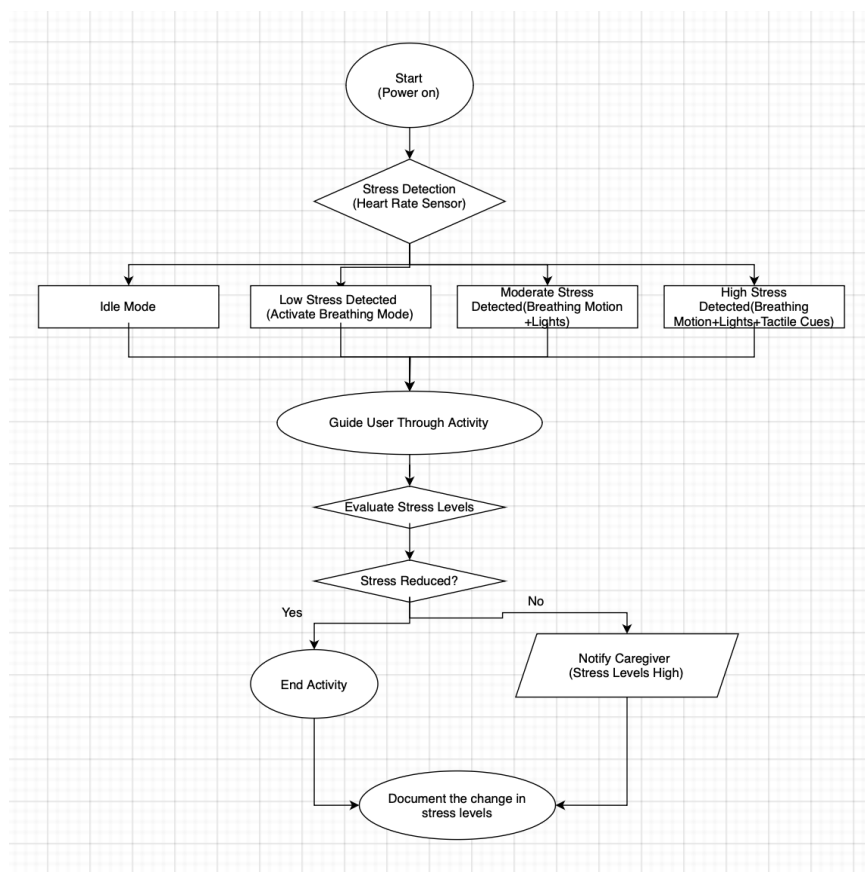 Start
(Power on)
Stress Detection
(Heart Rate Sensor)
Idle Mode
Low Stress Detected
(Activate Breathing Mode)
Moderate Stress
Detected(Breathing Motion
+Lights)
High Stress
Detected(Breathing
Motion+Lights+Tactile Cues)
Guide User Through Activity
Evaluate Stress Levels
Stress Reduced?
Yes
No
End Activity
Notify Caregiver
(Stress Levels High)
Document the change in
stress levels